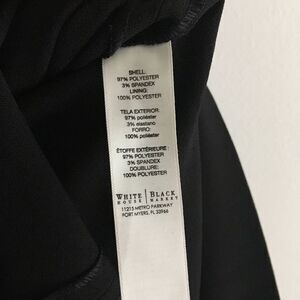 SHELL:
97% POLYESTER
3% SPANDEX
LINING:
100% POLYESTER
TELA EXTERIOR:
97% poliéster
3% elastano
FORRO:
100% poliéster
ÉTOFFE EXTÉRIEURE:
97% POLYESTER
3% SPANDEX
DOUBLURE:
100% POLYESTER
WHITE | BLACK
HOUSE | MARKET
11215 METRO PARKWAY
FORT MYERS, FL 33966